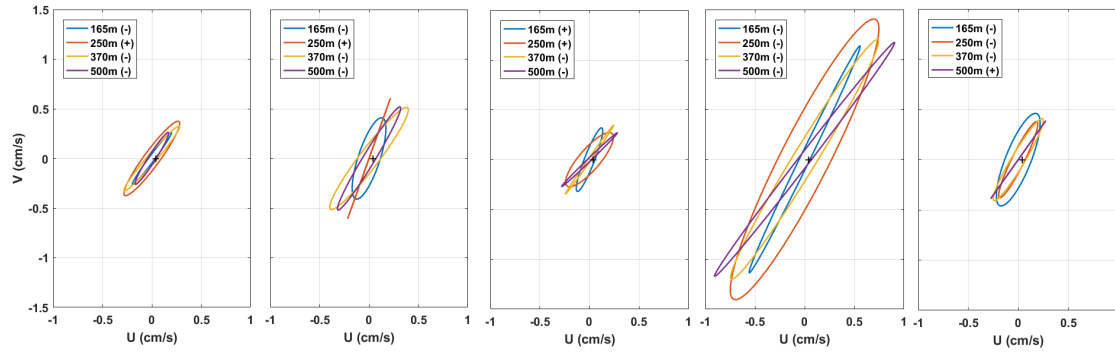 1.5
1
0.5
0
-0.5
-1
-1.5
V (cm/s)
165m (-)
250m (+)
370m (-)
500m (-)
-1 -0.5 0 0.5 1
U (cm/s)
165m (-)
250m (+)
370m (-)
500m (-)
-1 -0.5 0 0.5 1
U (cm/s)
165m (+)
250m (+)
370m (-)
500m (-)
-1 -0.5 0 0.5 1
U (cm/s)
165m (-)
250m (-)
370m (-)
500m (-)
-1 -0.5 0 0.5 1
U (cm/s)
165m (-)
250m (-)
370m (-)
500m (+)
-1 -0.5 0 0.5 1
U (cm/s)